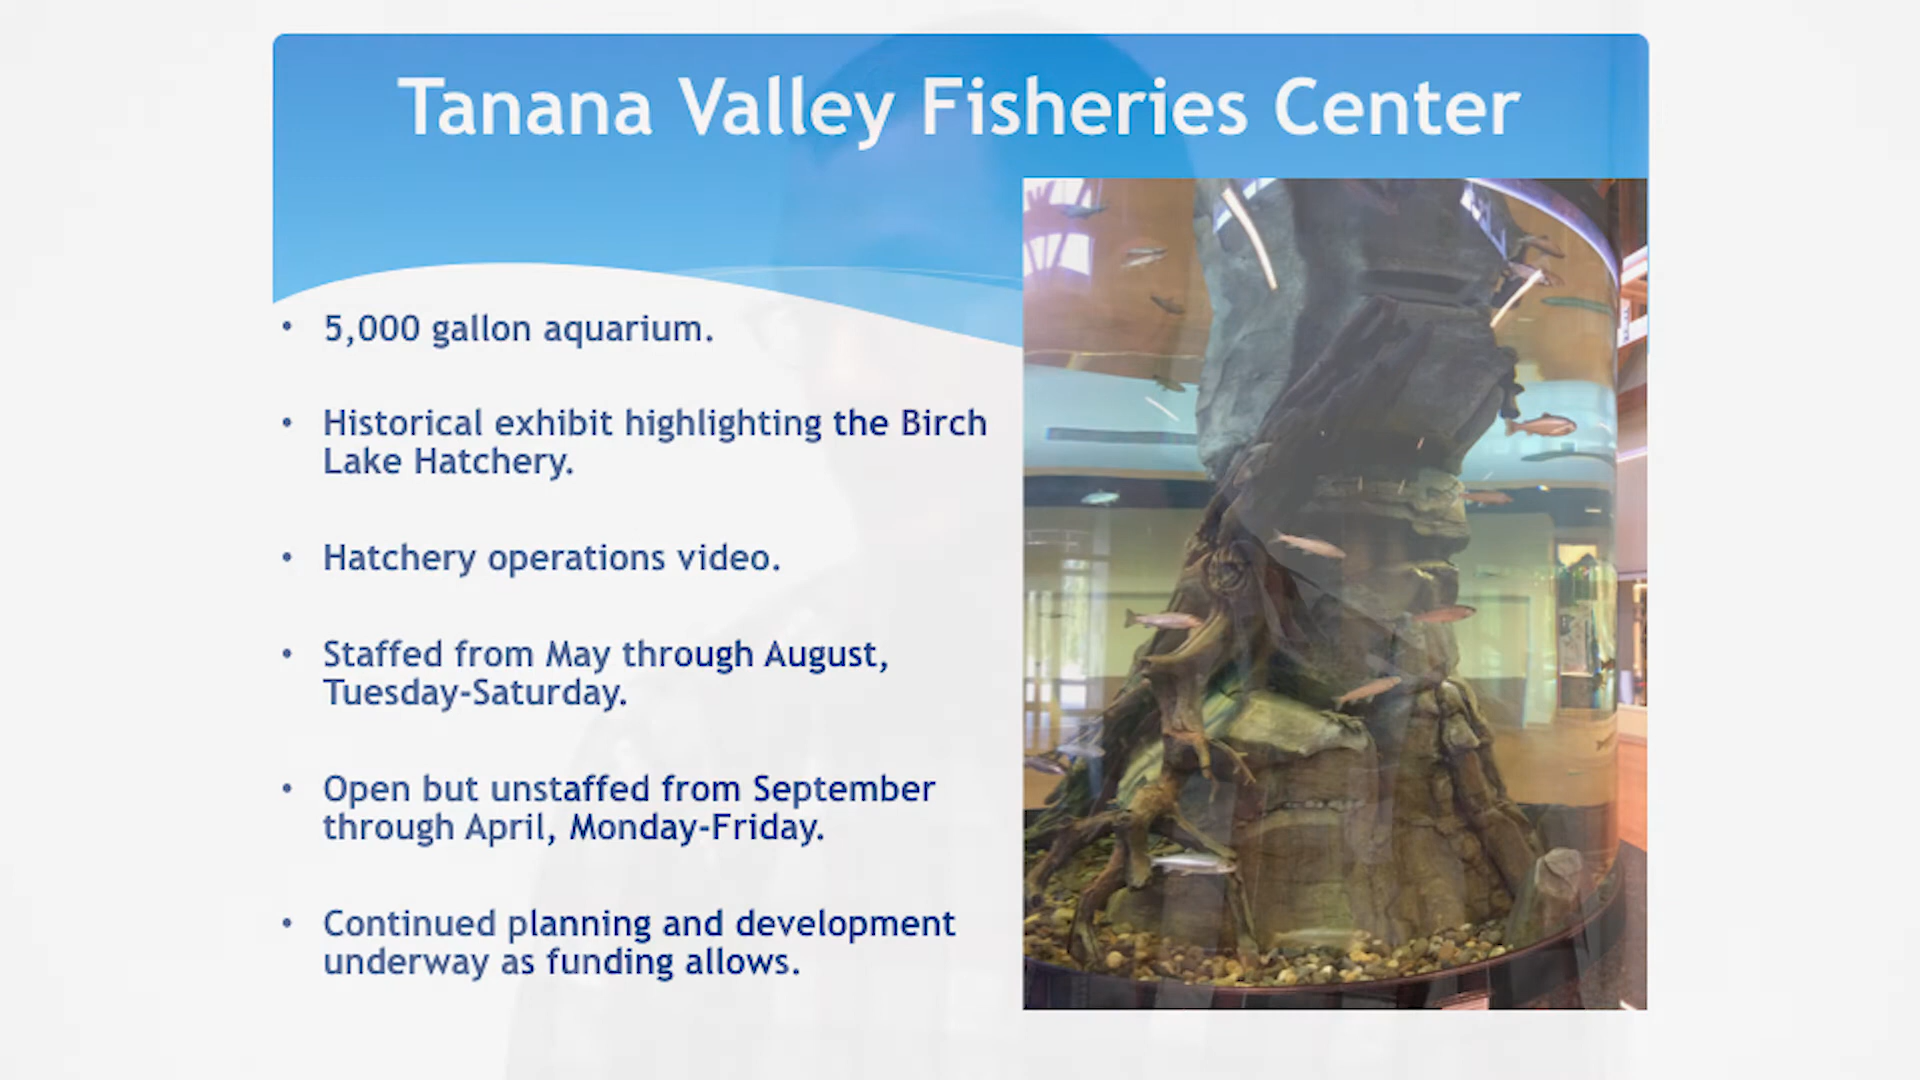 Tanana Valley Fisheries Center
• 5,000 gallon aquarium.
• Historical exhibit highlighting the Birch
Lake Hatchery.
• Hatchery operations video.
• Staffed from May through August,
Tuesday-Saturday.
• Open but unstaffed from September
through April, Monday-Friday.
• Continued planning and development
underway as funding allows.